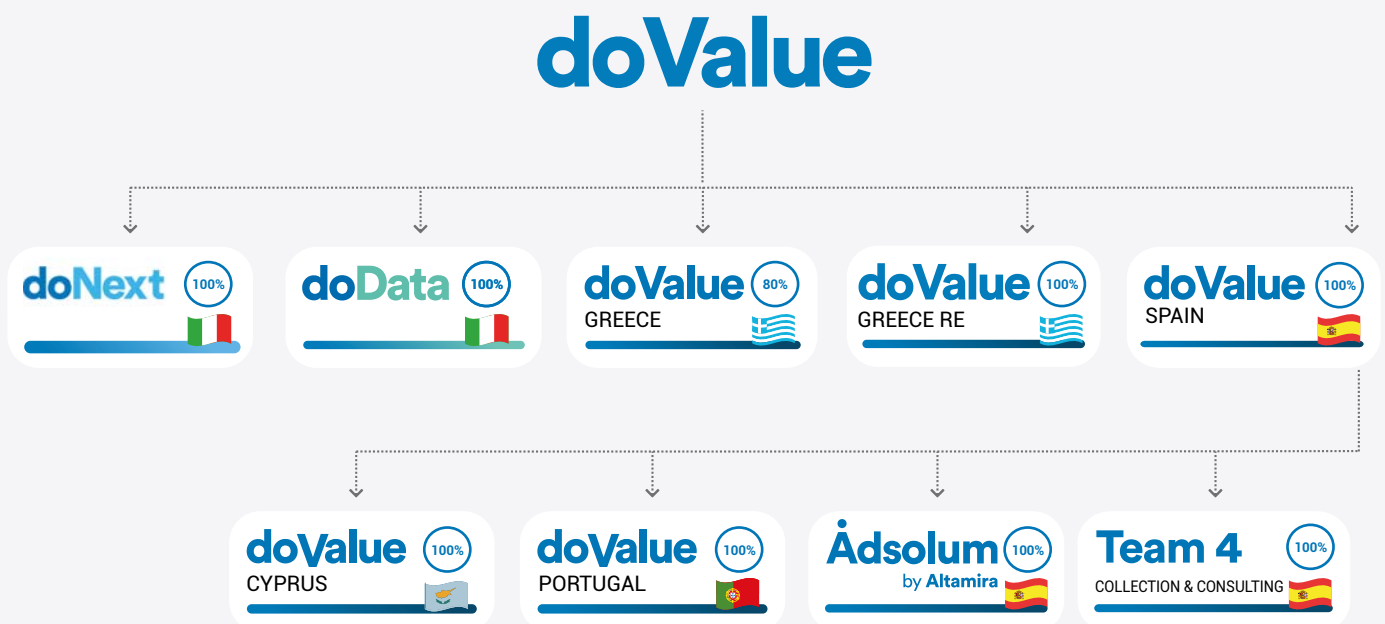 doValue
doNext 100%
doData 100%
doValue 80%
GREECE
doValue 100%
GREECE RE
doValue 100%
SPAIN
doValue 100%
CYPRUS
doValue 100%
PORTUGAL
Ådsolum 100%
by Altamira
Team 4 100%
COLLECTION & CONSULTING